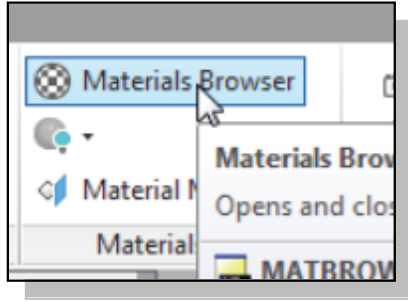 Materials Browser
Materials Brow
Material M
Opens and clos
Material
MATBROW